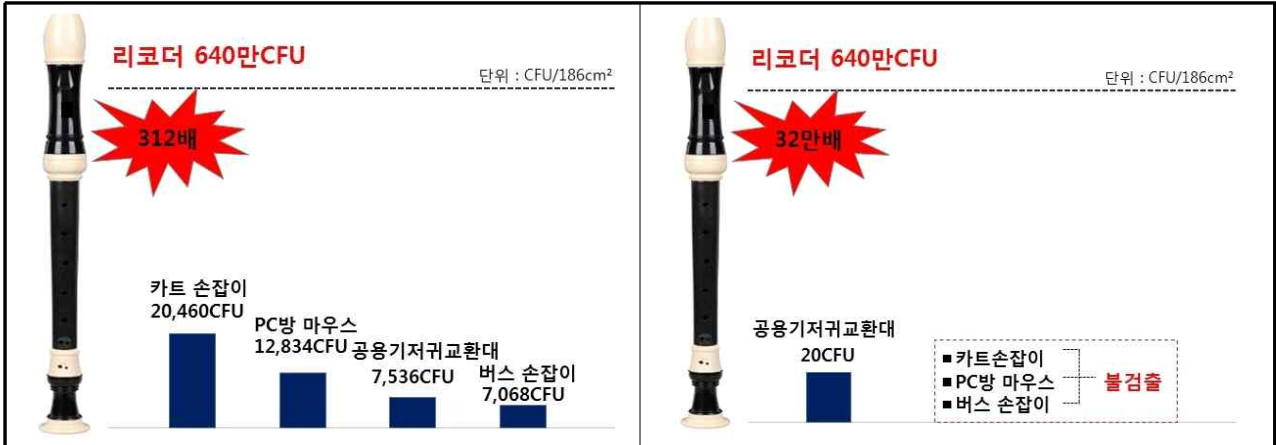 리코더 640만CFU
단위 : CFU/186cm²
312배
카트 손잡이
20,460CFU
PC방 마우스
12,834CFU
공용기저귀교환대
7,536CFU
버스 손잡이
7,068CFU
리코더 640만CFU
단위 : CFU/186cm²
32만배
공용기저귀교환대
20CFU
■ 카트손잡이
■ PC방 마우스
■ 버스 손잡이
불검출